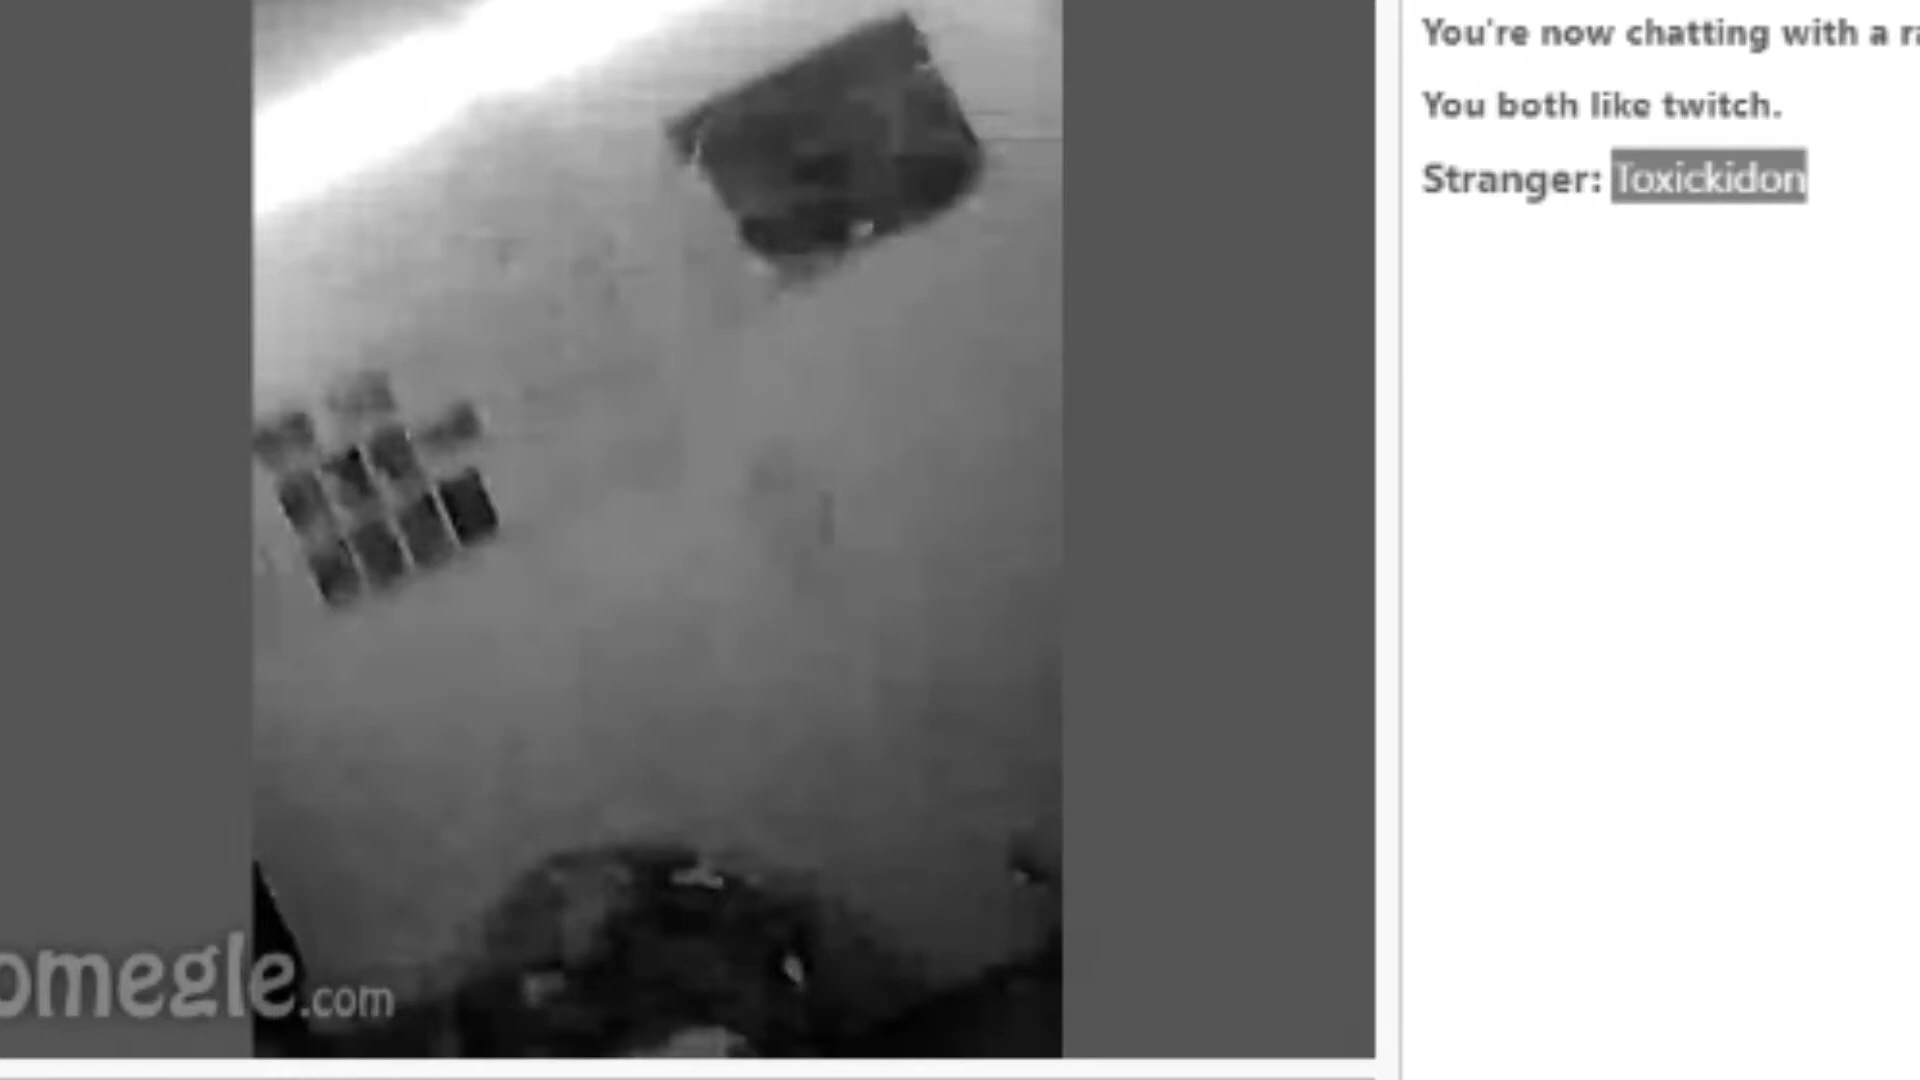 You're now chatting with a
You both like twitch.
Stranger: Toxickidon
omegle.com